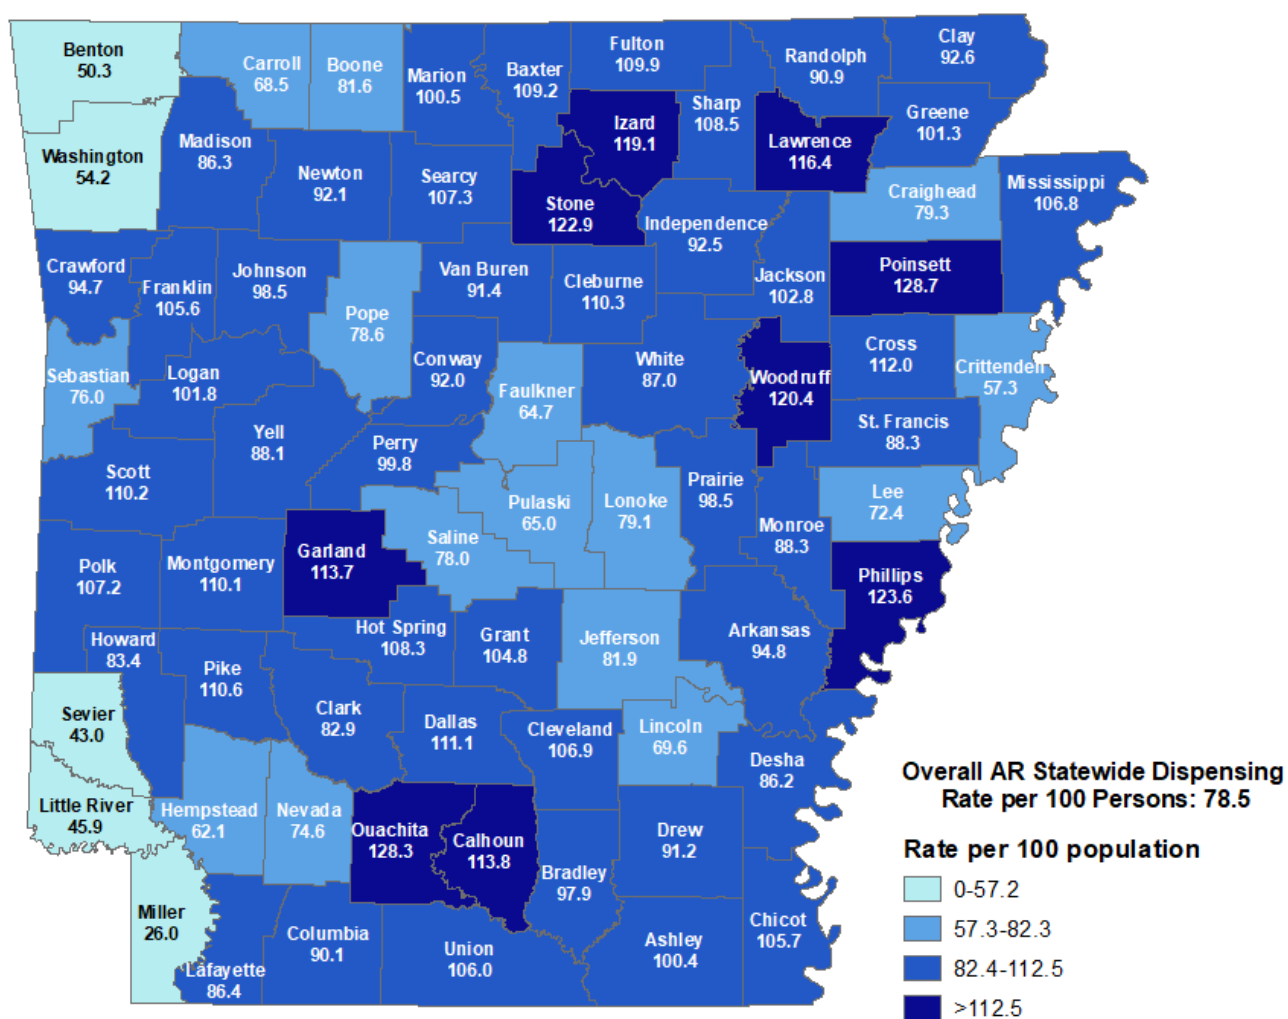 Benton
50.3
Carroll
68.5
Boone
81.6
Marion
100.5
Baxter
109.2
Fulton
109.9
Sharp
108.5
Randolph
90.9
Clay
92.6
Washington
54.2
Madison
86.3
Newton
92.1
Searcy
107.3
Stone
122.9
Izard
119.1
Independence
92.5
Lawrence
116.4
Greene
101.3
Craighead
79.3
Mississippi
106.8
Crawford
94.7
Franklin
105.6
Johnson
98.5
Pope
78.6
Van Buren
91.4
Cleburne
110.3
Jackson
102.8
Poinsett
128.7
Sebastian
76.0
Logan
101.8
Conway
92.0
Faulkner
64.7
White
87.0
Woodruff
120.4
Cross
112.0
Crittenden
57.3
Scott
110.2
Yell
88.1
Perry
99.8
Pulaski
65.0
Lonoke
79.1
Prairie
98.5
St. Francis
88.3
Lee
72.4
Monroe
88.3
Polk
107.2
Montgomery
110.1
Garland
113.7
Saline
78.0
Phillips
123.6
Howard
83.4
Pike
110.6
Hot Spring
108.3
Grant
104.8
Jefferson
81.9
Arkansas
94.8
Sevier
43.0
Clark
82.9
Dallas
111.1
Cleveland
106.9
Lincoln
69.6
Desha
86.2
Little River
45.9
Hempstead
62.1
Nevada
74.6
Ouachita
128.3
Calhoun
113.8
Bradley
97.9
Drew
91.2
Miller
26.0
Lafayette
86.4
Columbia
90.1
Union
106.0
Ashley
100.4
Chicot
105.7
Overall AR Statewide Dispensing
Rate per 100 Persons: 78.5
Rate per 100 population
0-57.2
57.3-82.3
82.4-112.5
>112.5